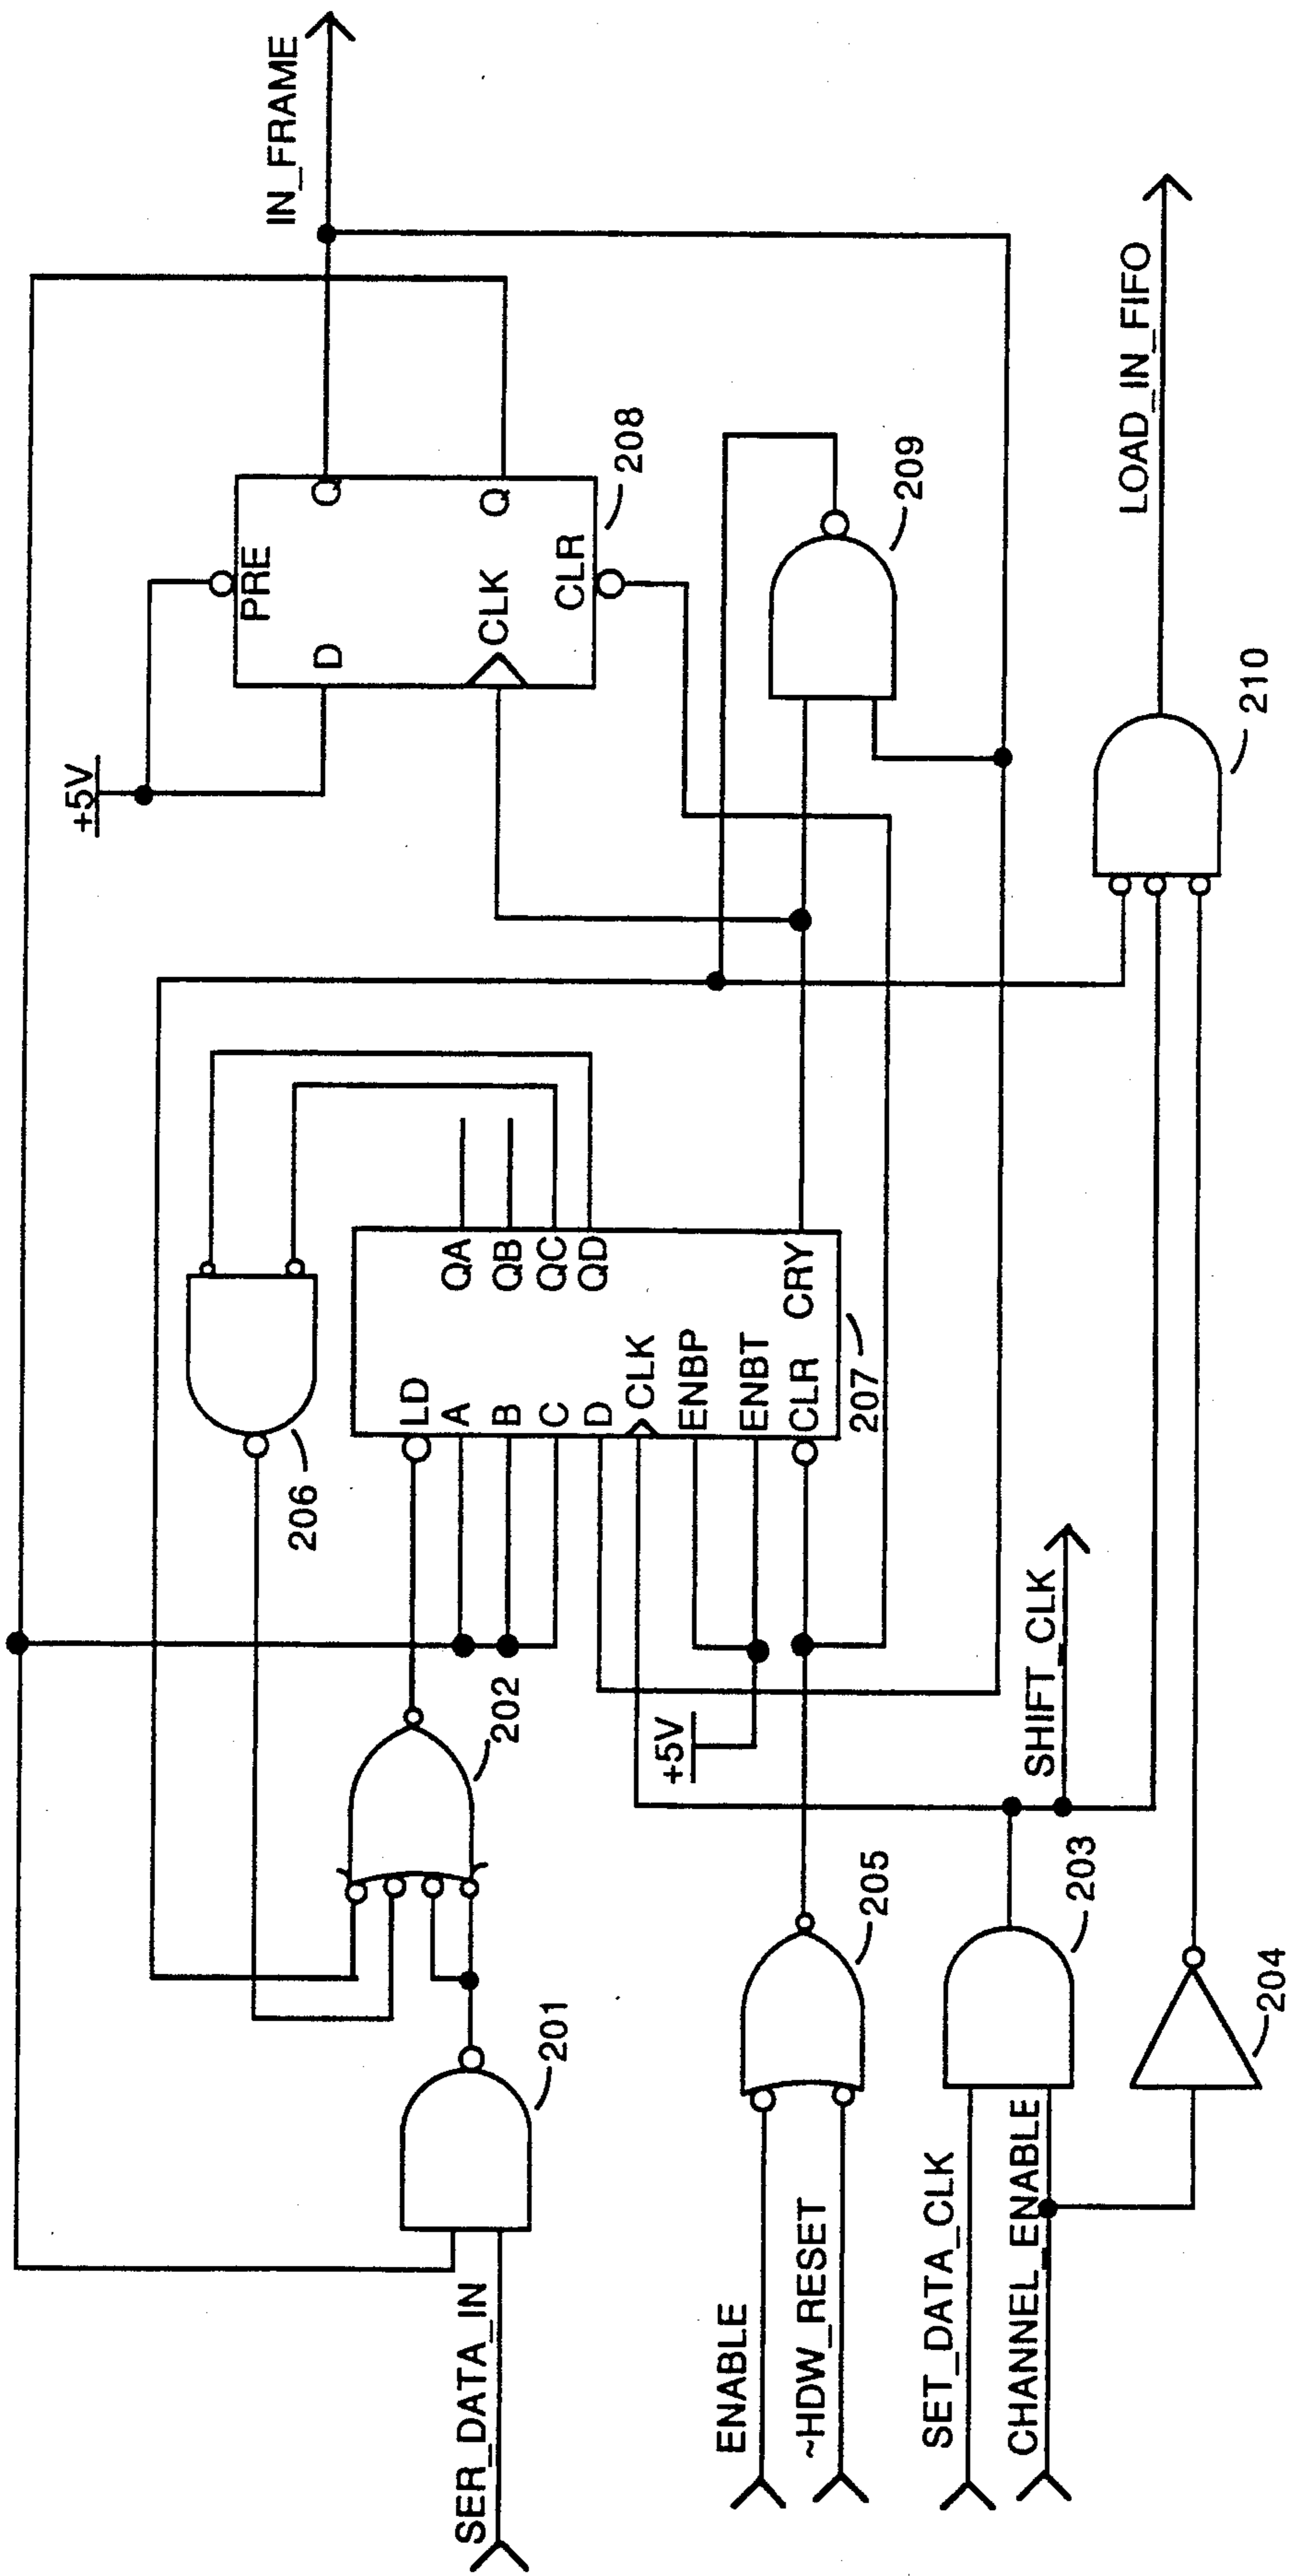 IN_FRAME
+5V
PRE
D
Q
CLK
Q
CLR
208
209
LOAD_IN_FIFO
210
206
LD
A
B
C
D
CLK
ENBP
ENBT
CLR
QA
QB
QC
QD
CRY
207
202
+5V
SHIFT_CLK
SER_DATA_IN
201
ENABLE
~HDW_RESET
205
SET_DATA_CLK
CHANNEL_ENABLE
203
204